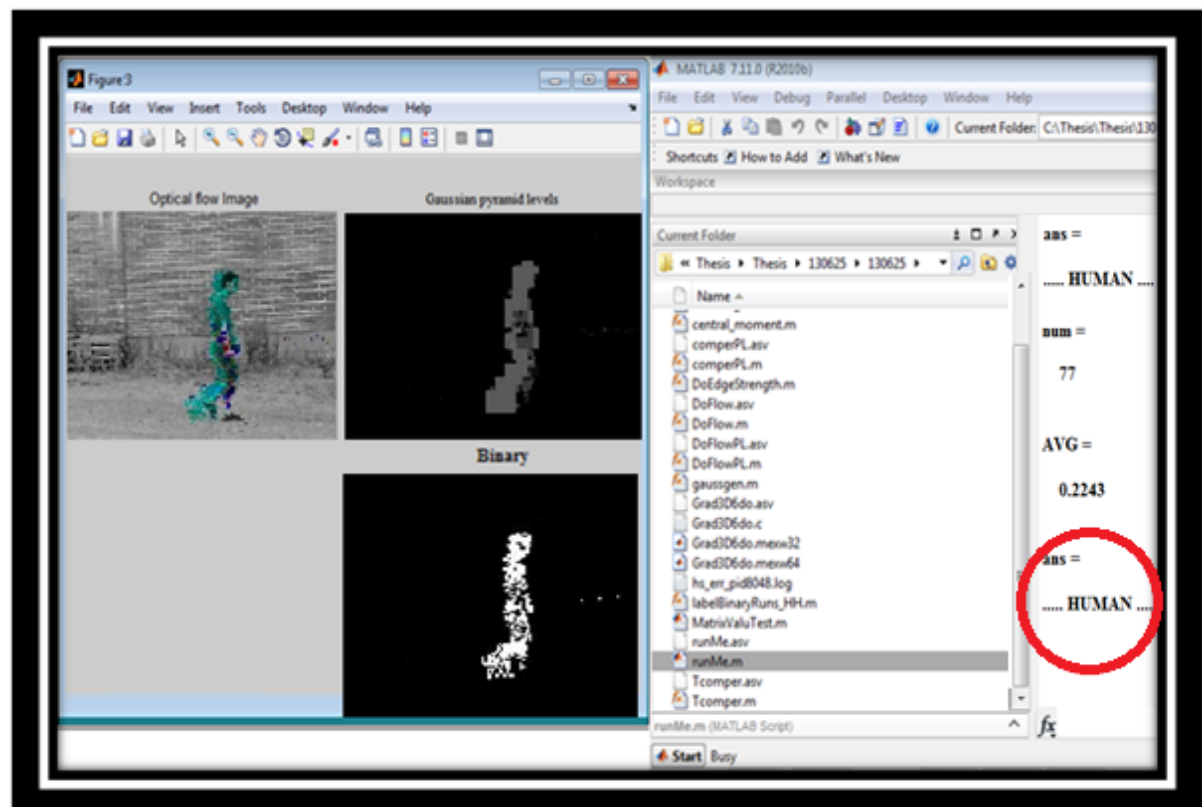 Figure 3
File Edit View Insert Tools Desktop Window Help
Optical flow Image
Gaussian pyramid levels
Binary
MATLAB 7.11.0 (R2010b)
File Edit View Debug Parallel Desktop Window Help
Current Folder: C:\Thesis\Thesis\130
Shortcuts How to Add What's New
Workspace
Current Folder
« Thesis Thesis 130625 130625
Name
central_moment.m
comperPL.asv
comperPL.m
DoEdgeStrength.m
DoFlow.asv
DoFlow.m
DoFlowPL.asv
DoFlowPL.m
gaussgen.m
Grad3D6do.asv
Grad3D6do.c
Grad3D6do.mexw32
Grad3D6do.mexw64
hs_err_pid8048.log
labelBinaryRuns_HH.m
MatrixValuTest.m
runMe.asv
runMe.m
Tcomper.asv
Tcomper.m
runMe.m (MATLAB Script)
Start Busy
ans =
..... HUMAN ....
num =
77
AVG =
0.2243
ans =
..... HUMAN ....
fx